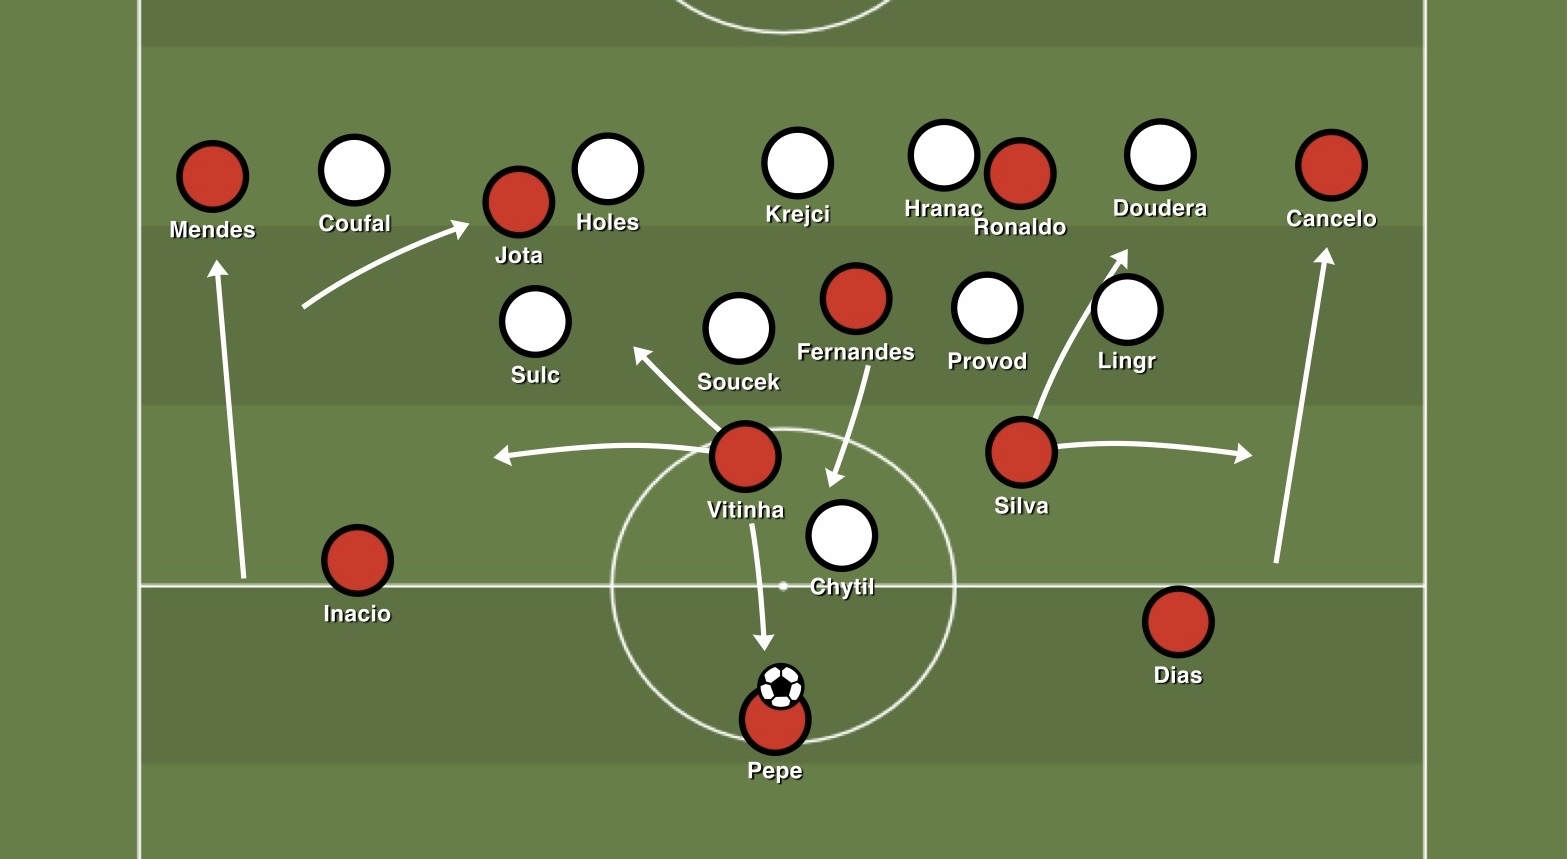 Mendes
Coufal
Jota
Holes
Krejci
Hranac
Ronaldo
Doudera
Cancelo
Sulc
Soucek
Fernandes
Provod
Lingr
Vitinha
Silva
Chytil
Inacio
Dias
Pepe